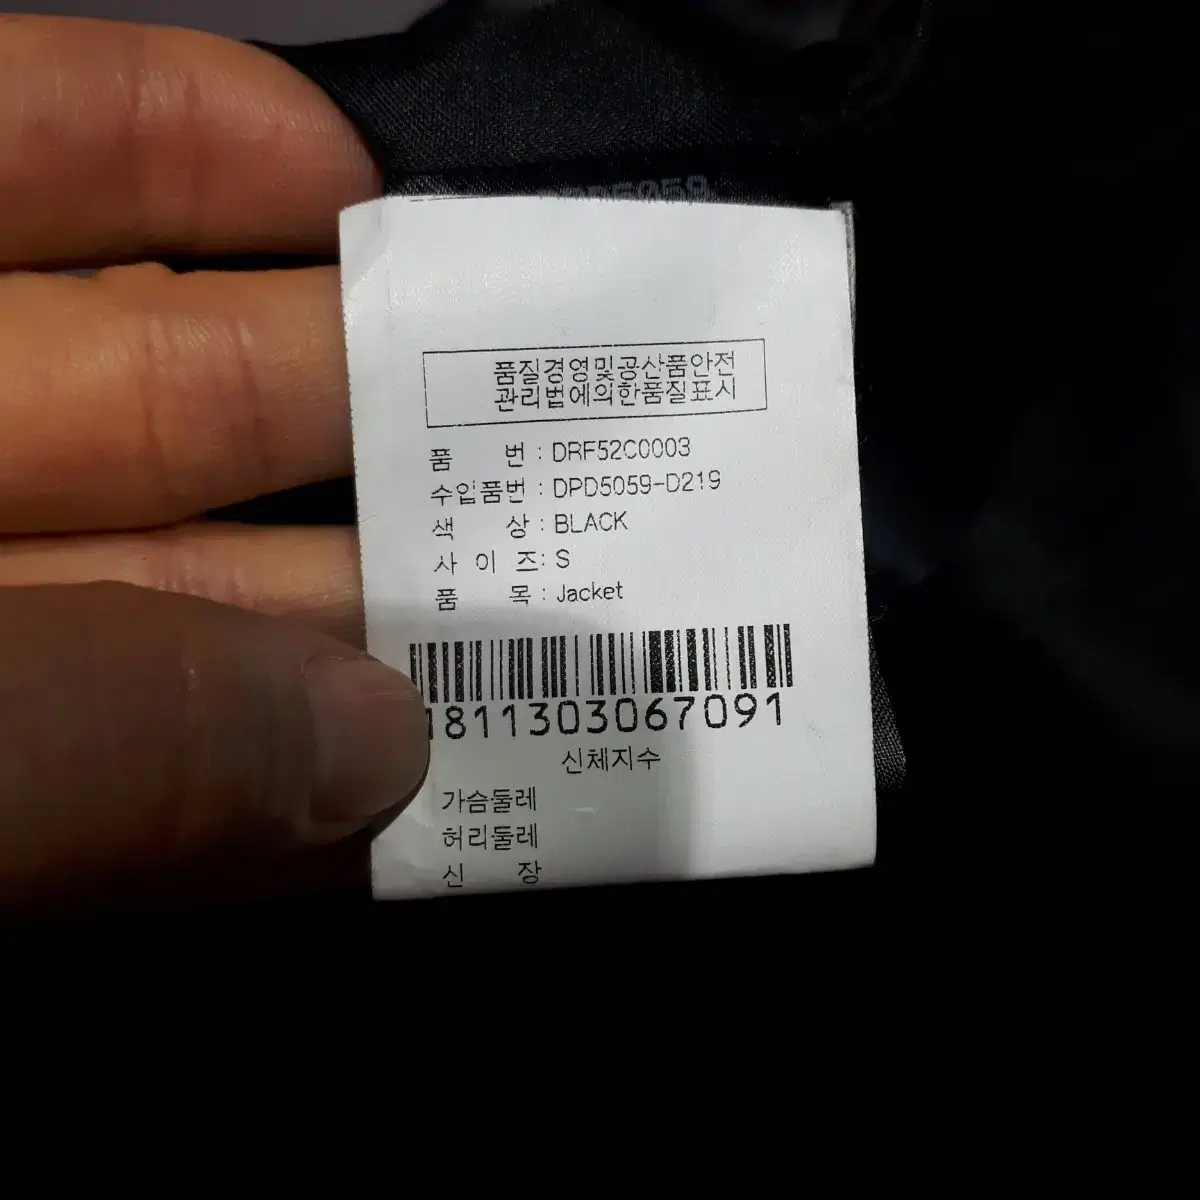 품질경영및공산품안전
관리법에의한품질표시
품 번 : DRF52C0003
수입품번 : DPD5059-D219
색 상 : BLACK
사 이 즈: S
품 목 : Jacket
1811303067091
신체지수
가슴둘레
허리둘레
신 장